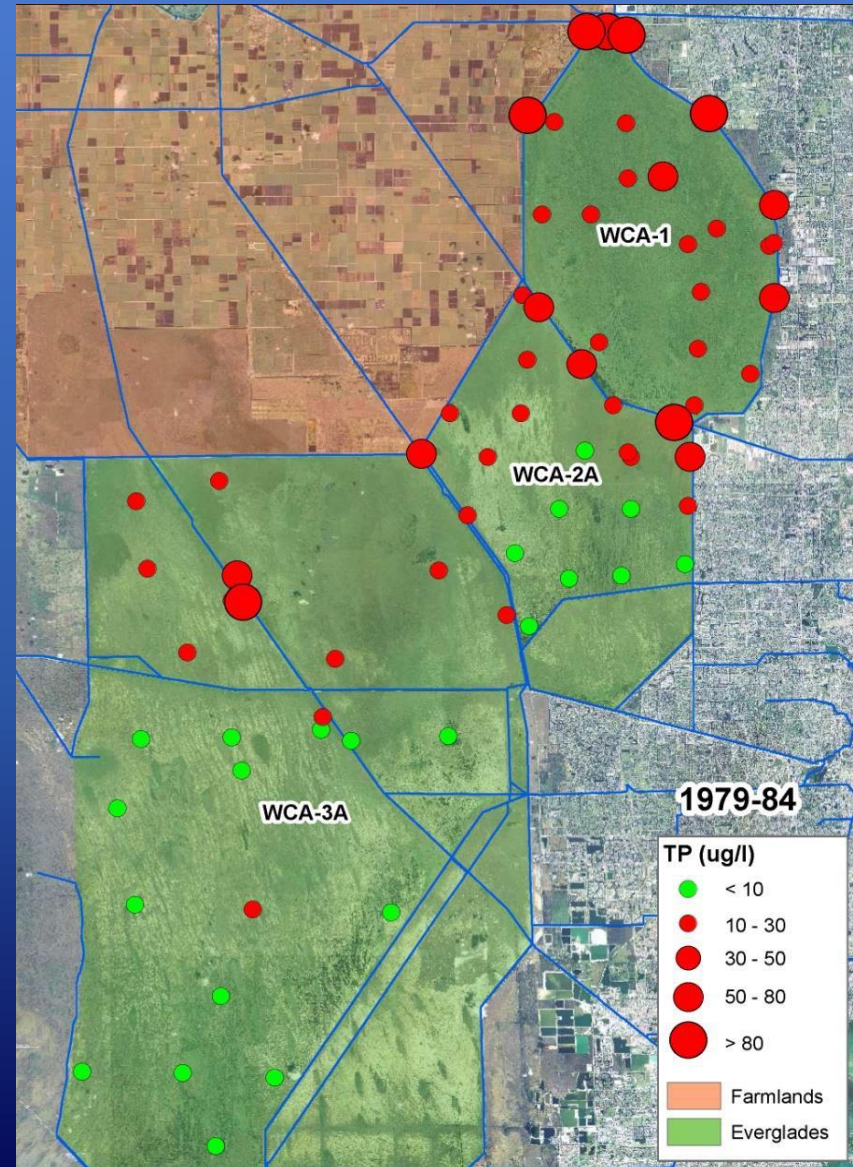 WCA-1
WCA-2A
WCA-3A
1979-84
TP (ug/l)
< 10
10 - 30
30 - 50
50 - 80
> 80
Farmlands
Everglades